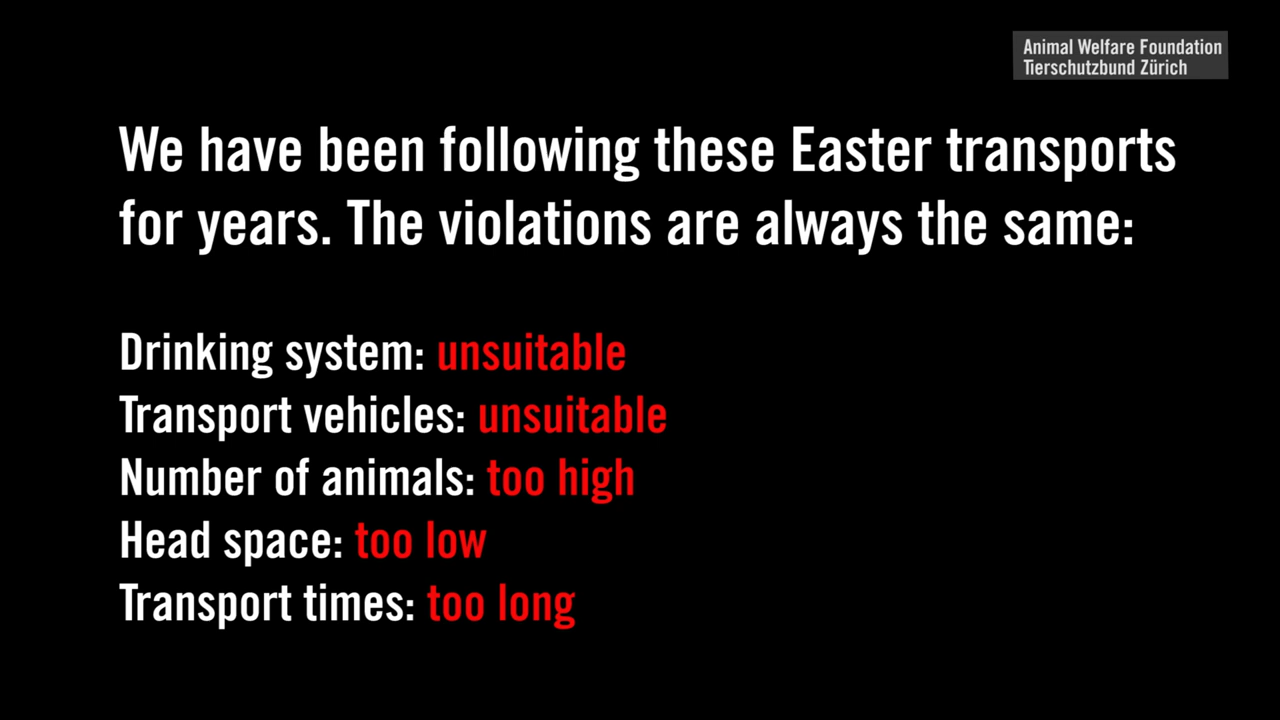 Animal Welfare Foundation
Tierschutzbund Zürich
We have been following these Easter transports
for years. The violations are always the same:
Drinking system: unsuitable
Transport vehicles: unsuitable
Number of animals: too high
Head space: too low
Transport times: too long